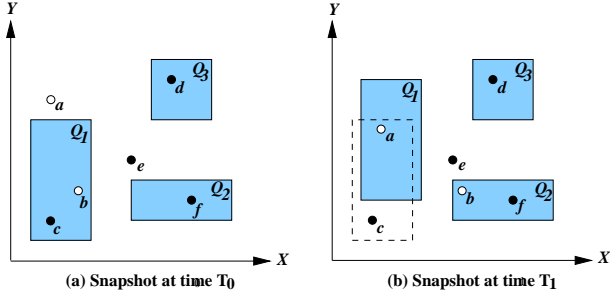 Y
Q3
d
a
Q1
e
b
Q2
c
f
X
(a) Snapshot at time T0
Y
Q3
d
Q1
a
e
b
Q2
c
f
X
(b) Snapshot at time T1